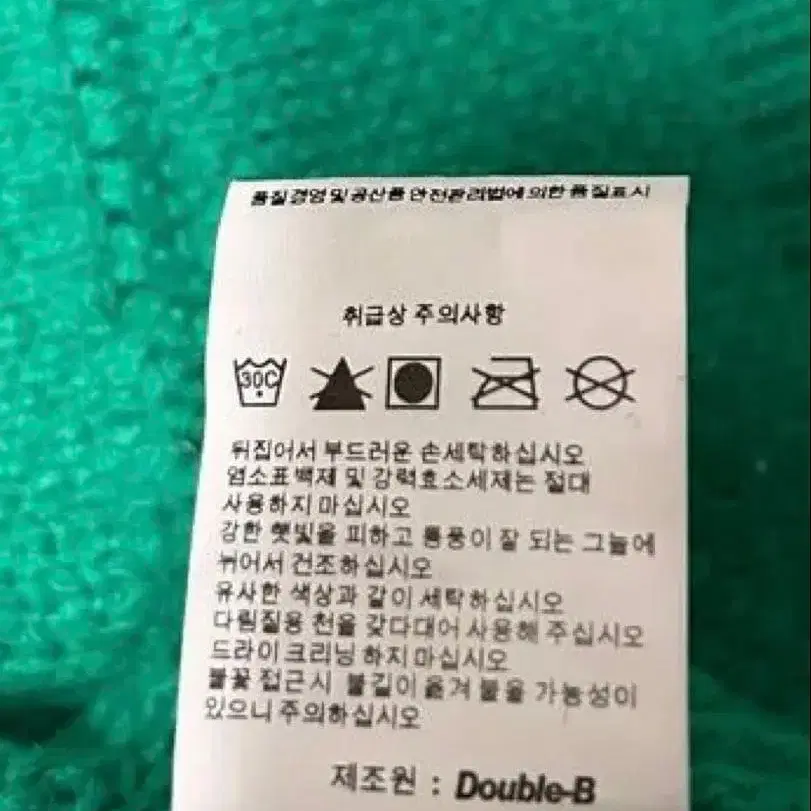 품질경영 및 공산품 안전관리법에 의한 품질표시
취급상 주의사항
30C
뒤집어서 부드러운 손세탁하십시오
염소표백제 및 강력효소세제는 절대
사용하지 마십시오
강한 햇빛을 피하고 통풍이 잘 되는 그늘에
뉘어서 건조하십시오
유사한 색상과 같이 세탁하십시오
다림질용 천을 갖다대어 사용해 주십시오
드라이크리닝 하지 마십시오
불꽃 접근시 불길이 옮겨 붙을 가능성이
있으니 주의하십시오
제조원 : Double-B